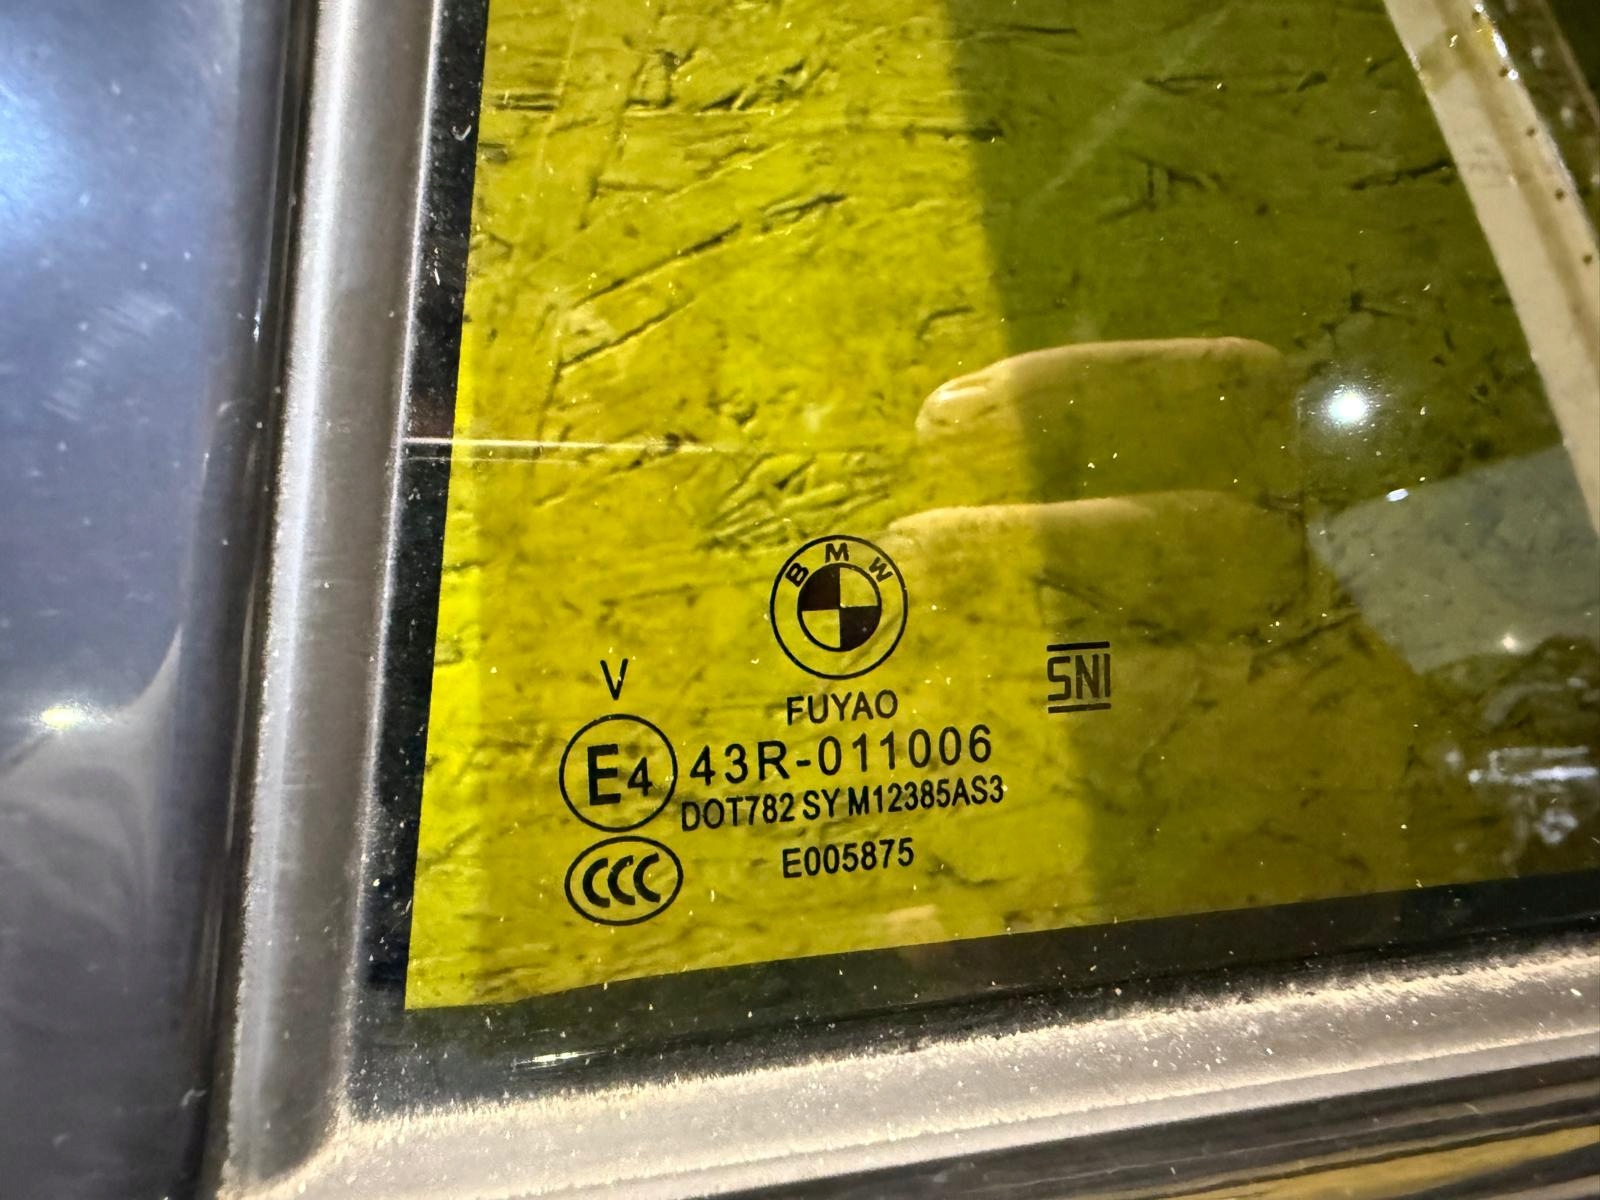 BMW
FUYAO
SNI
V
E4 43R-011006
DOT782 SY M12385AS3
CCC E005875